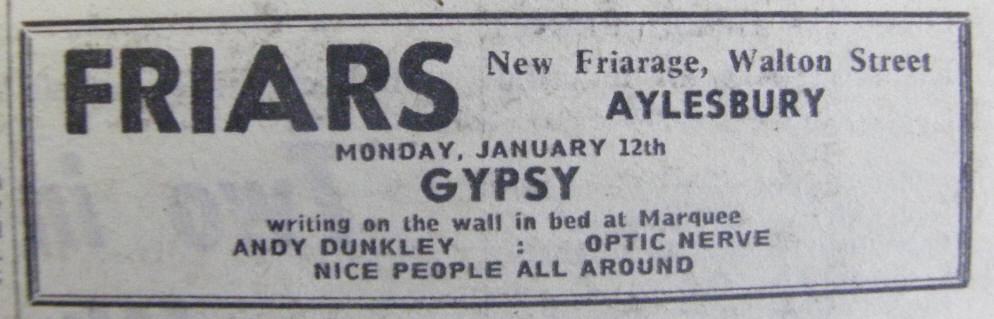 FRIARS New Friarage, Walton Street
AYLESBURY
MONDAY, JANUARY 12th
GYPSY
writing on the wall in bed at Marquee
ANDY DUNKLEY : OPTIC NERVE
NICE PEOPLE ALL AROUND